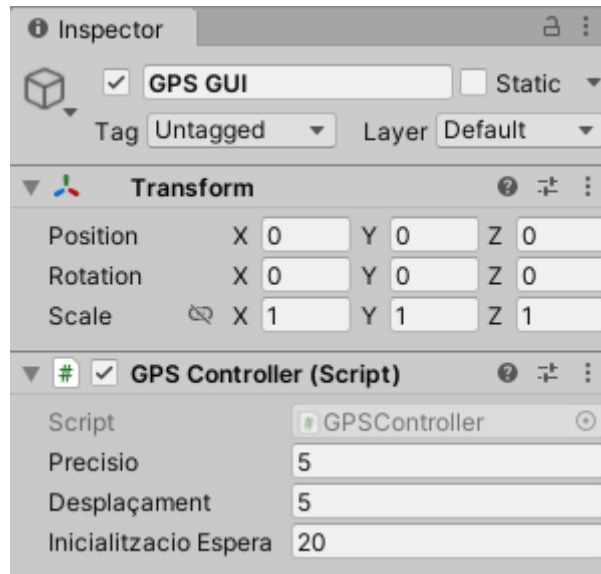 Inspector
GPS GUI Static
Tag Untagged Layer Default
Transform
Position X 0 Y 0 Z 0
Rotation X 0 Y 0 Z 0
Scale X 1 Y 1 Z 1
# GPS Controller (Script)
Script # GPSController
Precisio 5
Desplaçament 5
Inicialitzacio Espera 20